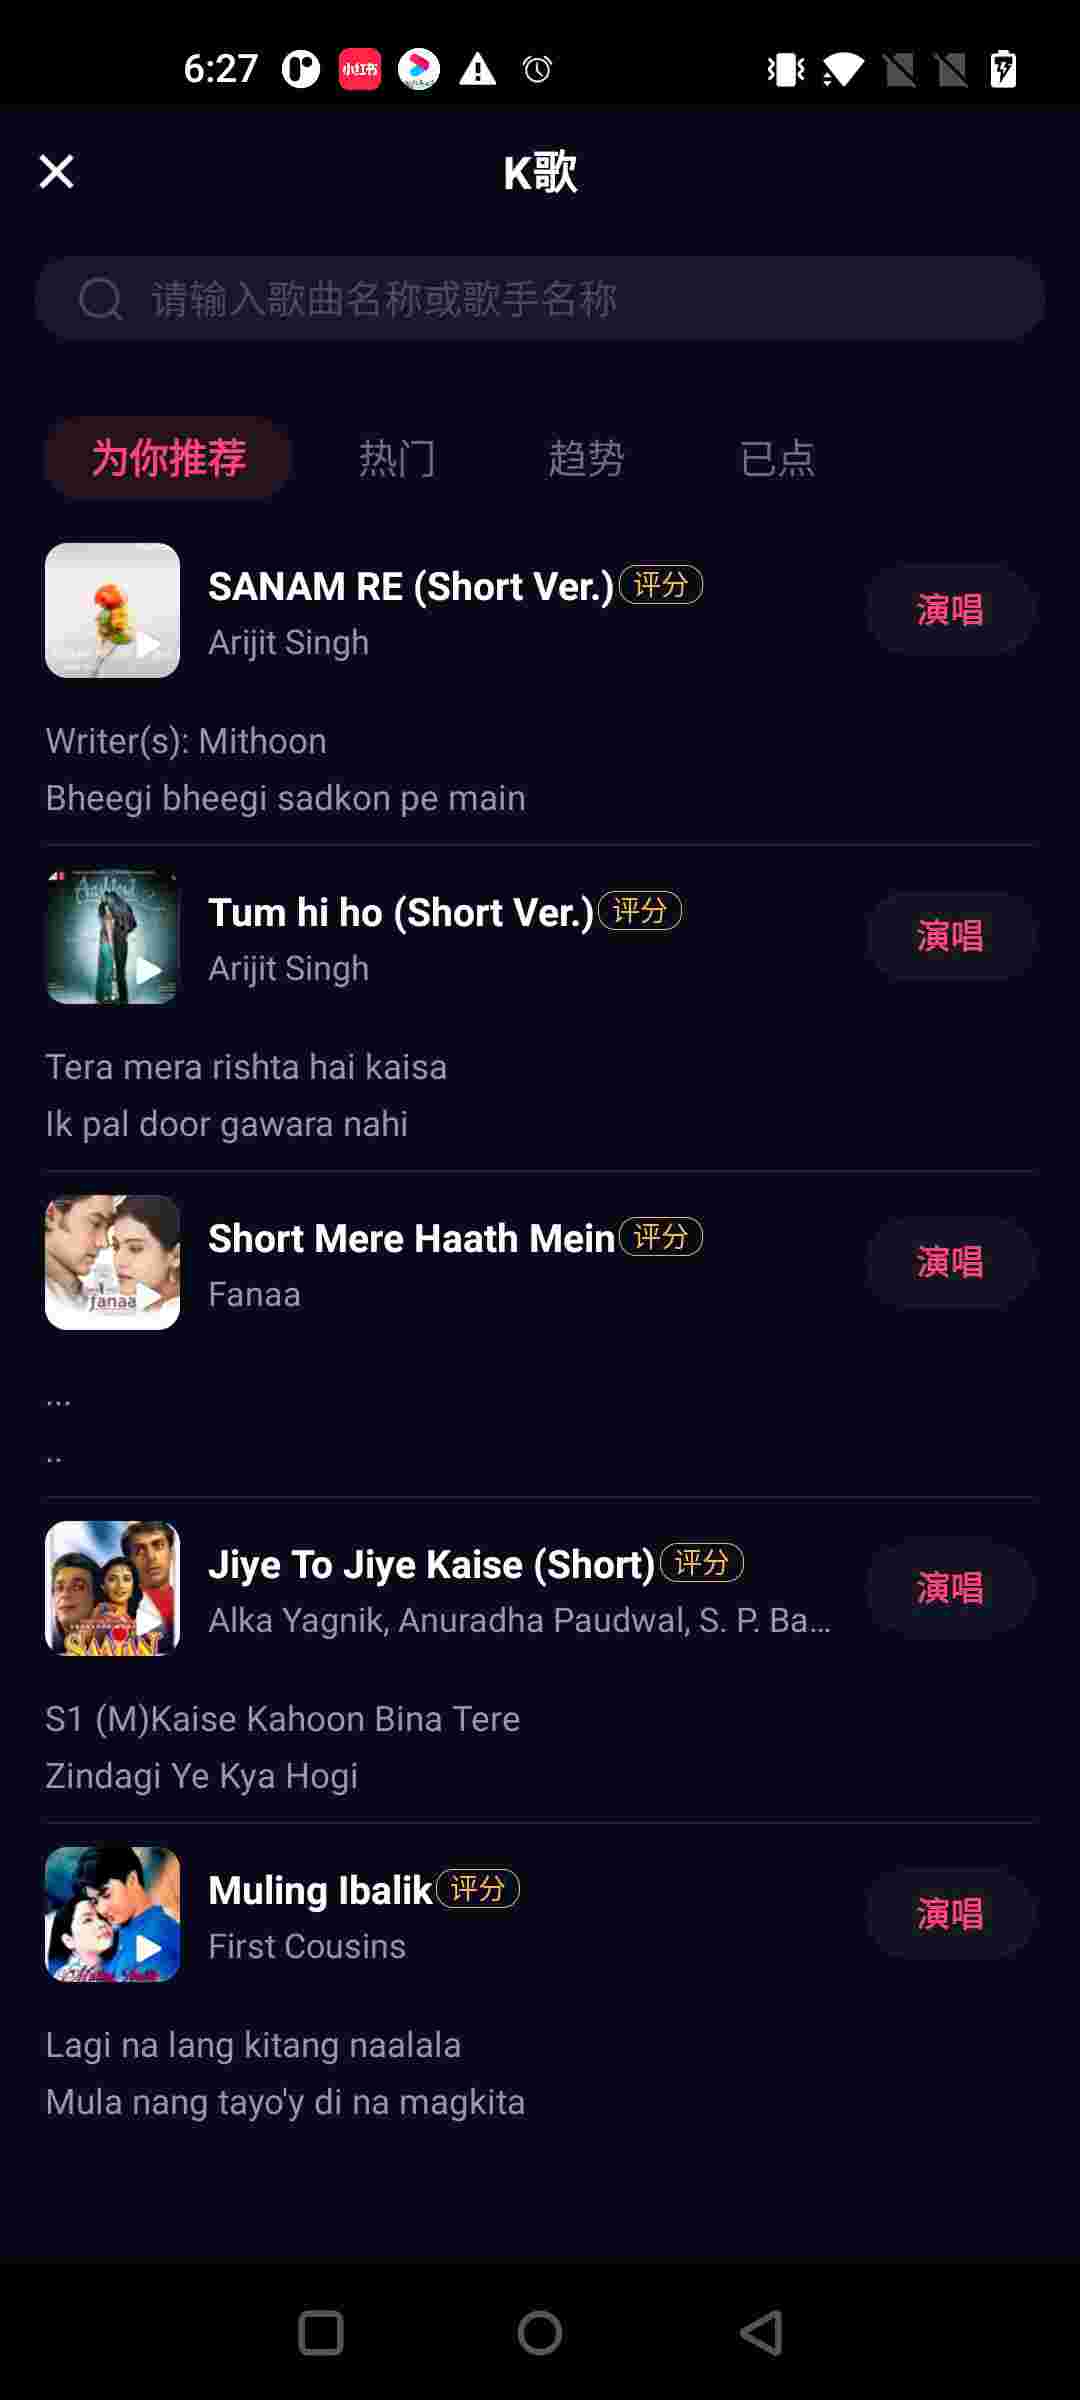 6:27
小红书
K歌
请输入歌曲名称或歌手名称
为你推荐 热门 趋势 已点
SANAM RE (Short Ver.) 评分
Arijit Singh
演唱
Writer(s): Mithoon
Bheegi bheegi sadkon pe main
Tum hi ho (Short Ver.) 评分
Arijit Singh
演唱
Tera mera rishta hai kaisa
Ik pal door gawara nahi
Short Mere Haath Mein 评分
Fanaa
演唱
fanaa
...
..
Jiye To Jiye Kaise (Short) 评分
Alka Yagnik, Anuradha Paudwal, S. P. Ba...
演唱
SAAJAN
S1 (M)Kaise Kahoon Bina Tere
Zindagi Ye Kya Hogi
Muling Ibalik 评分
First Cousins
演唱
Lagi na lang kitang naalala
Mula nang tayo'y di na magkita